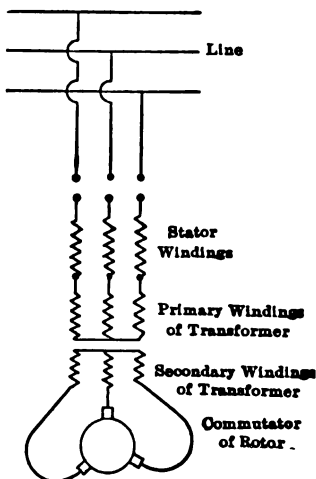 Line
Stator
Windings
Primary Windings
of Transformer
Secondary Windings
of Transformer
Commutator
of Rotor